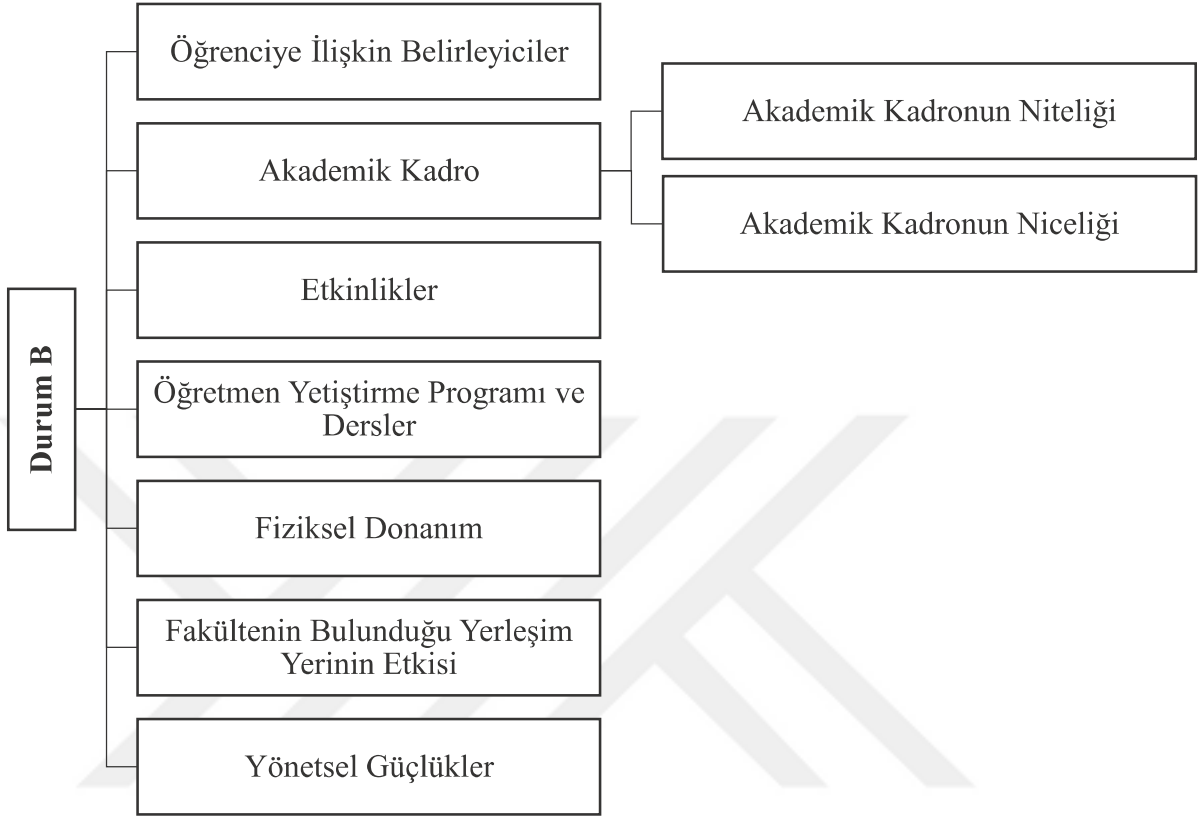 Durum B
Öğrenciye İlişkin Belirleyiciler
Akademik Kadro
Akademik Kadronun Niteliği
Akademik Kadronun Niceliği
Etkinlikler
Öğretmen Yetiştirme Programı ve
Dersler
Fiziksel Donanım
Fakültenin Bulunduğu Yerleşim
Yerinin Etkisi
Yönetsel Güçlükler